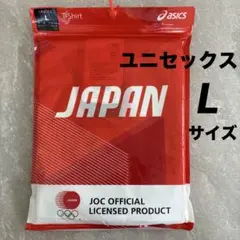 T-Shirt
asics
ユニセックス
L
サイズ
JAPAN
JOC OFFICIAL
LICENSED PRODUCT